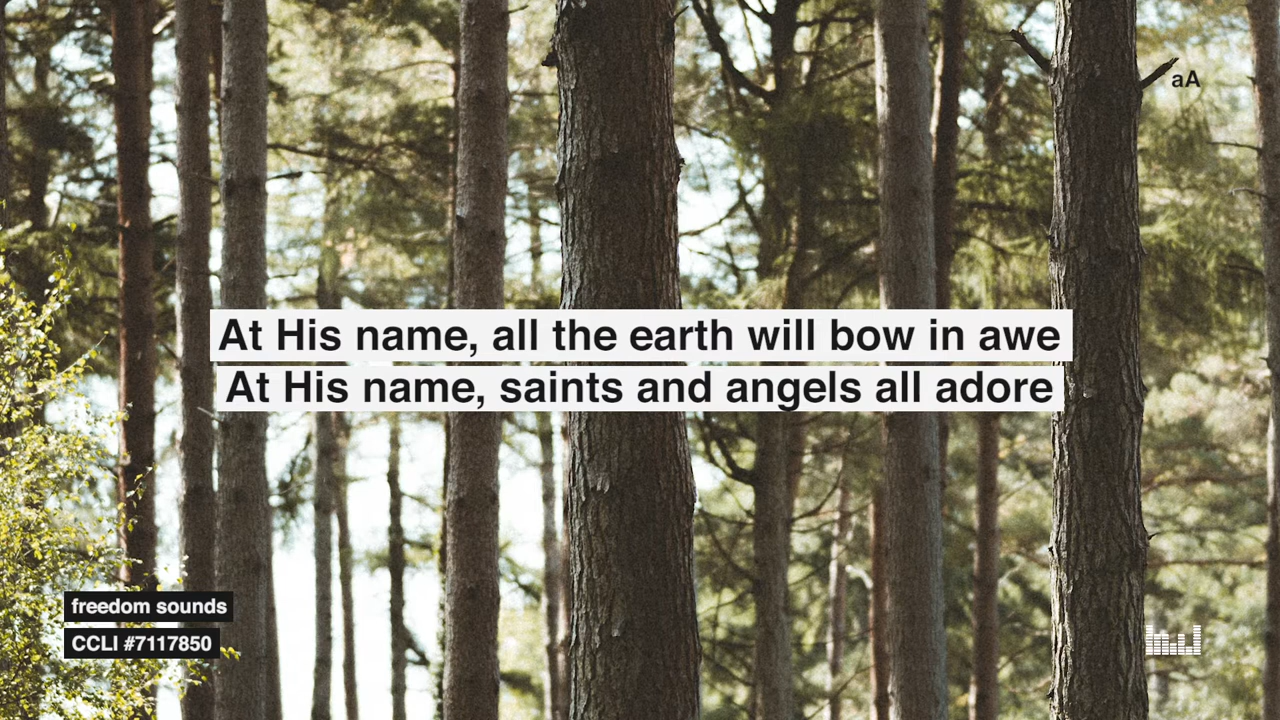 aA
At His name, all the earth will bow in awe
At His name, saints and angels all adore
freedom sounds
CCLI #7117850